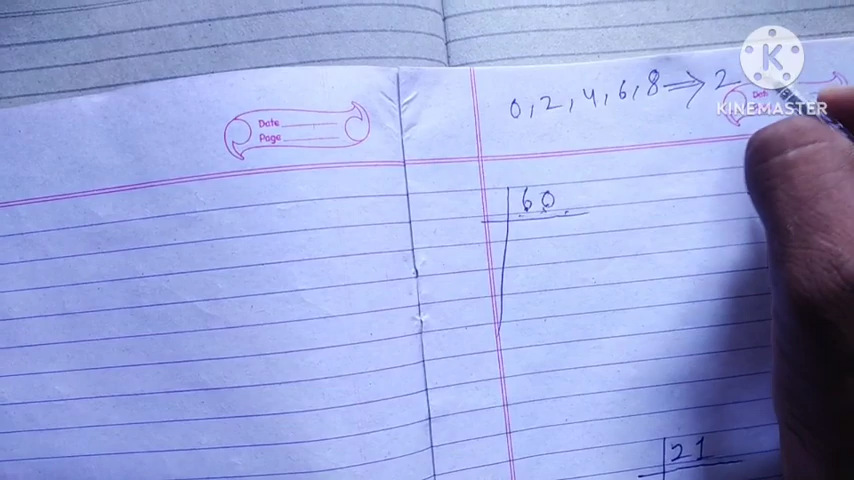 0, 2, 4, 6, 8 ⇒ 2
KINEMASTER
Date
Page
60
21